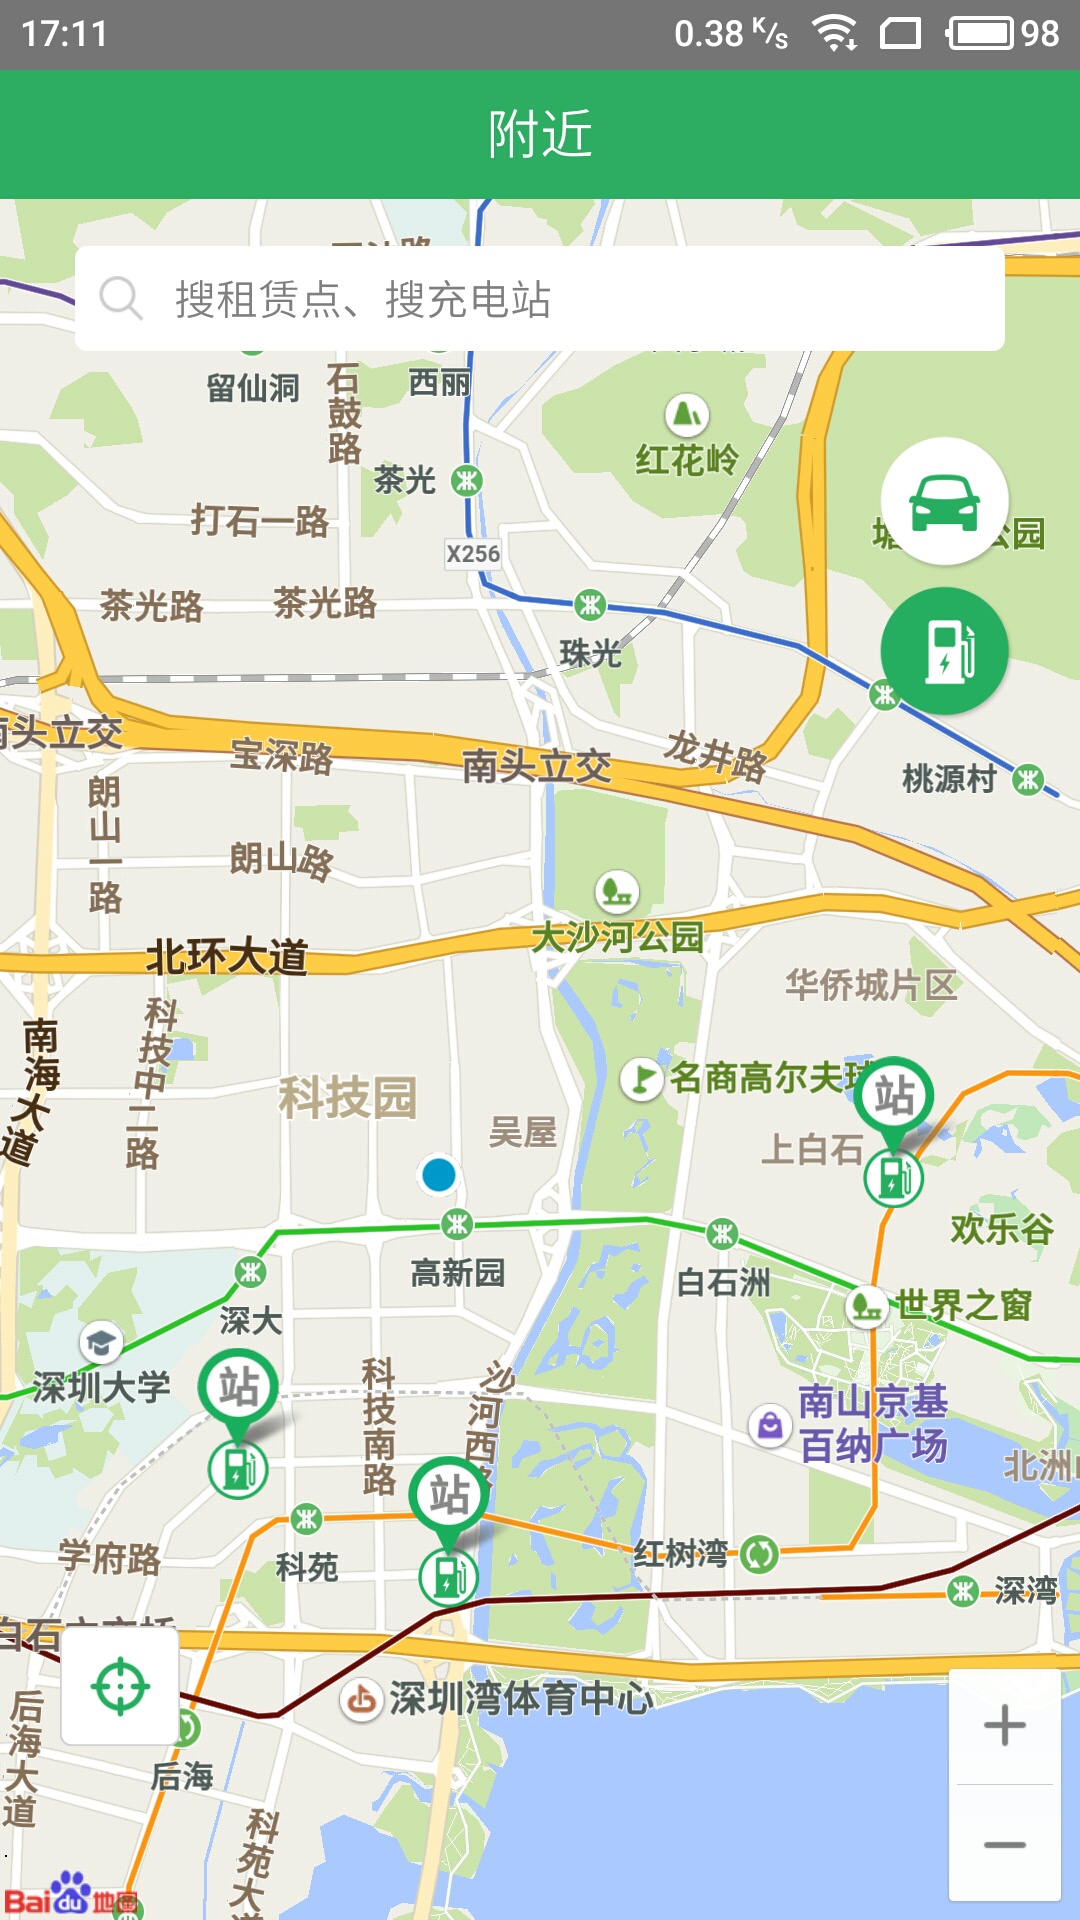 17:11
0.38 K/s
98
附近
搜租赁点、搜充电站
留仙洞
石鼓路
西丽
红花岭
茶光
打石一路
公园
X256
茶光路
茶光路
珠光
南头立交
宝深路
南头立交
龙井路
桃源村
朗山一路
朗山路
大沙河公园
北环大道
华侨城片区
科技中二路
南海大道
名商高尔夫球
站
科技园
吴屋
上白石
欢乐谷
高新园
白石洲
深大
世界之窗
深圳大学
站
科技南路
沙河西路
南山京基
百纳广场
北洲
站
学府路
科苑
红树湾
深湾
深圳湾体育中心
后海大道
后海
科苑大道
Baidu地图